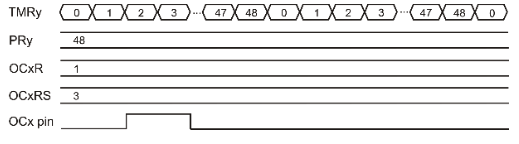 TMRy 0 1 2 3 ... 47 48 0 1 2 3 ... 47 48 0
PRy 48
OCxR 1
OCxRS 3
OCx pin